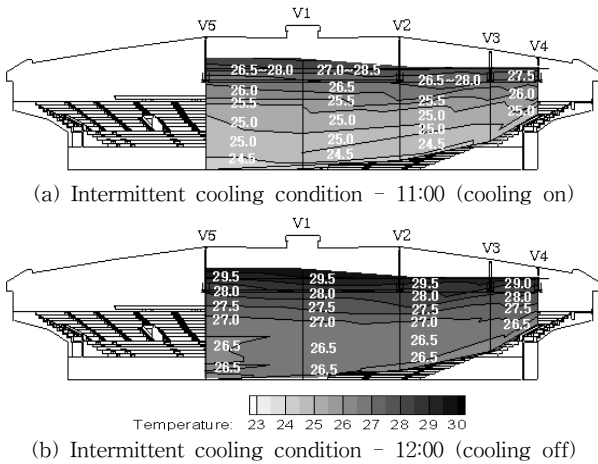 V5 V1 V2 V3 V4
26.5~28.0 27.0~28.5 26.5~28.0 27.5
26.0 26.5 26.0
25.5 25.5 25.5 25.0
25.0 25.0 25.0
25.0 25.0 24.5
24.5
(a) Intermittent cooling condition - 11:00 (cooling on)
V5 V1 V2 V3 V4
29.5 29.5 29.5 29.0
28.0 28.0 28.0 28.0
27.5 27.5 27.5 27.5
27.0 27.0 27.0 26.5
26.5 26.5 26.5
26.5 26.5 26.5
Temperature: 23 24 25 26 27 28 29 30
(b) Intermittent cooling condition - 12:00 (cooling off)